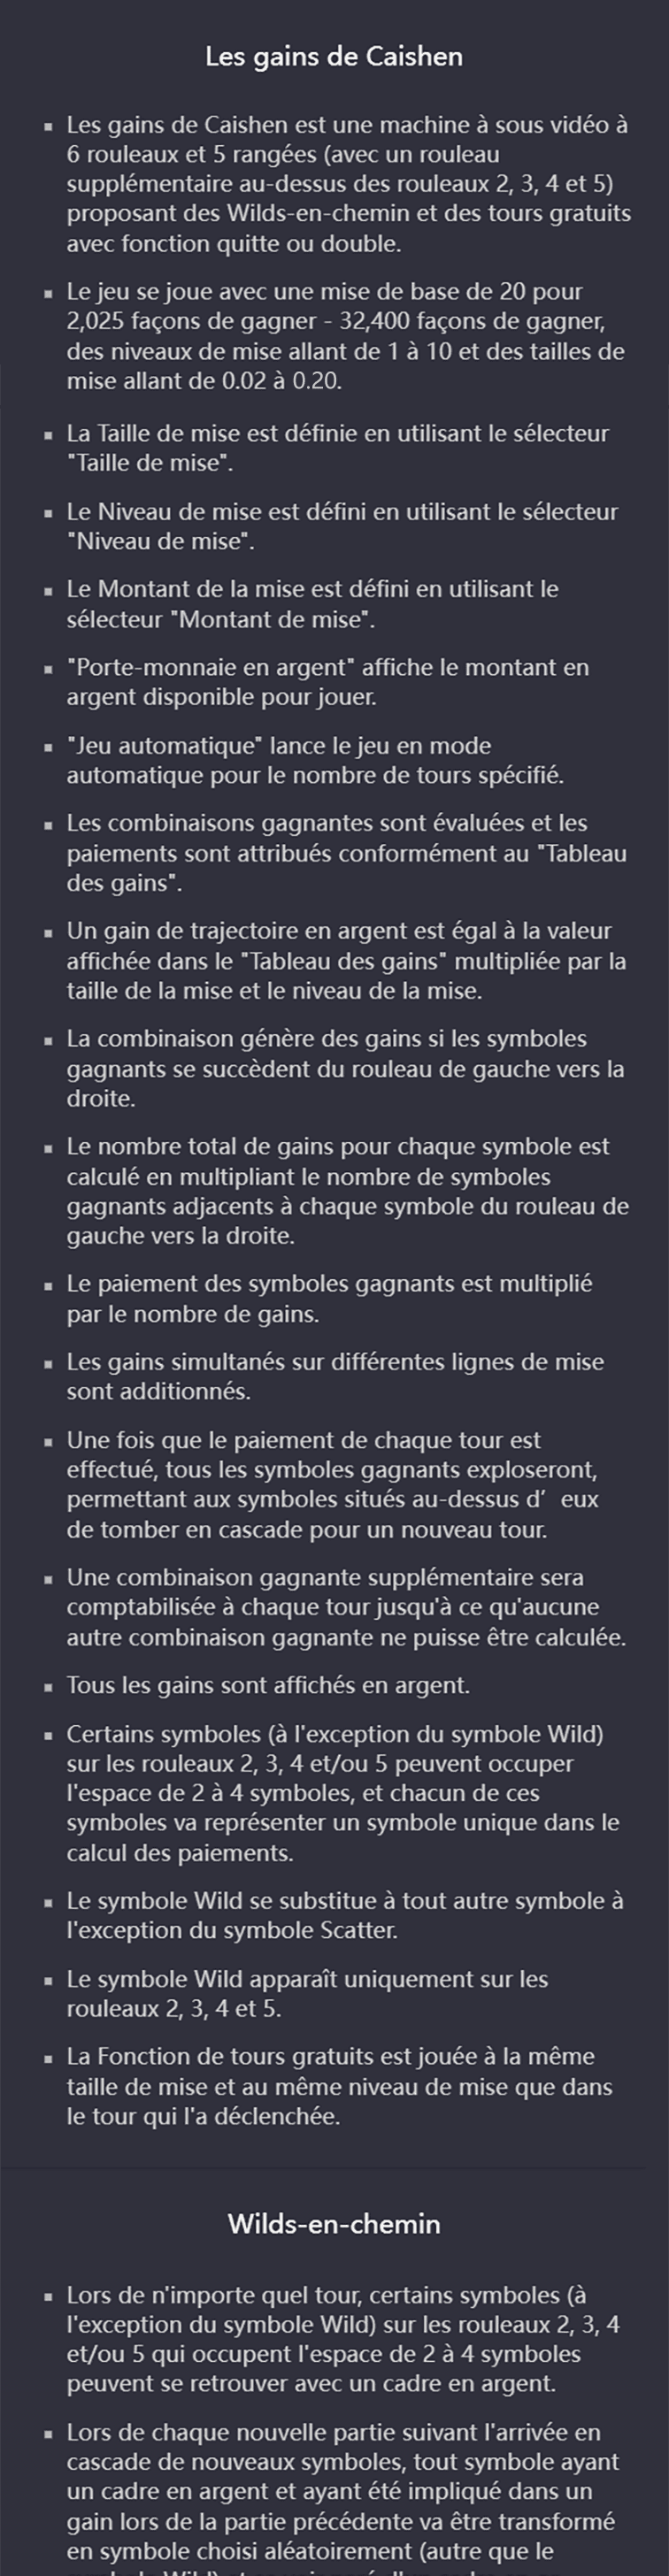 Les gains de Caishen
▪ Les gains de Caishen est une machine à sous vidéo à
6 rouleaux et 5 rangées (avec un rouleau
supplémentaire au-dessus des rouleaux 2, 3, 4 et 5)
proposant des Wilds-en-chemin et des tours gratuits
avec fonction quitte ou double.
▪ Le jeu se joue avec une mise de base de 20 pour
2,025 façons de gagner - 32,400 façons de gagner,
des niveaux de mise allant de 1 à 10 et des tailles de
mise allant de 0.02 à 0.20.
▪ La Taille de mise est définie en utilisant le sélecteur
"Taille de mise".
▪ Le Niveau de mise est défini en utilisant le sélecteur
"Niveau de mise".
▪ Le Montant de la mise est défini en utilisant le
sélecteur "Montant de mise".
▪ "Porte-monnaie en argent" affiche le montant en
argent disponible pour jouer.
▪ "Jeu automatique" lance le jeu en mode
automatique pour le nombre de tours spécifié.
▪ Les combinaisons gagnantes sont évaluées et les
paiements sont attribués conformément au "Tableau
des gains".
▪ Un gain de trajectoire en argent est égal à la valeur
affichée dans le "Tableau des gains" multipliée par la
taille de la mise et le niveau de la mise.
▪ La combinaison génère des gains si les symboles
gagnants se succèdent du rouleau de gauche vers la
droite.
▪ Le nombre total de gains pour chaque symbole est
calculé en multipliant le nombre de symboles
gagnants adjacents à chaque symbole du rouleau de
gauche vers la droite.
▪ Le paiement des symboles gagnants est multiplié
par le nombre de gains.
▪ Les gains simultanés sur différentes lignes de mise
sont additionnés.
▪ Une fois que le paiement de chaque tour est
effectué, tous les symboles gagnants exploseront,
permettant aux symboles situés au-dessus d’ eux
de tomber en cascade pour un nouveau tour.
▪ Une combinaison gagnante supplémentaire sera
comptabilisée à chaque tour jusqu'à ce qu'aucune
autre combinaison gagnante ne puisse être calculée.
▪ Tous les gains sont affichés en argent.
▪ Certains symboles (à l'exception du symbole Wild)
sur les rouleaux 2, 3, 4 et/ou 5 peuvent occuper
l'espace de 2 à 4 symboles, et chacun de ces
symboles va représenter un symbole unique dans le
calcul des paiements.
▪ Le symbole Wild se substitue à tout autre symbole à
l'exception du symbole Scatter.
▪ Le symbole Wild apparaît uniquement sur les
rouleaux 2, 3, 4 et 5.
▪ La Fonction de tours gratuits est jouée à la même
taille de mise et au même niveau de mise que dans
le tour qui l'a déclenchée.
Wilds-en-chemin
▪ Lors de n'importe quel tour, certains symboles (à
l'exception du symbole Wild) sur les rouleaux 2, 3, 4
et/ou 5 qui occupent l'espace de 2 à 4 symboles
peuvent se retrouver avec un cadre en argent.
▪ Lors de chaque nouvelle partie suivant l'arrivée en
cascade de nouveaux symboles, tout symbole ayant
un cadre en argent et ayant été impliqué dans un
gain lors de la partie précédente va être transformé
en symbole choisi aléatoirement (autre que le